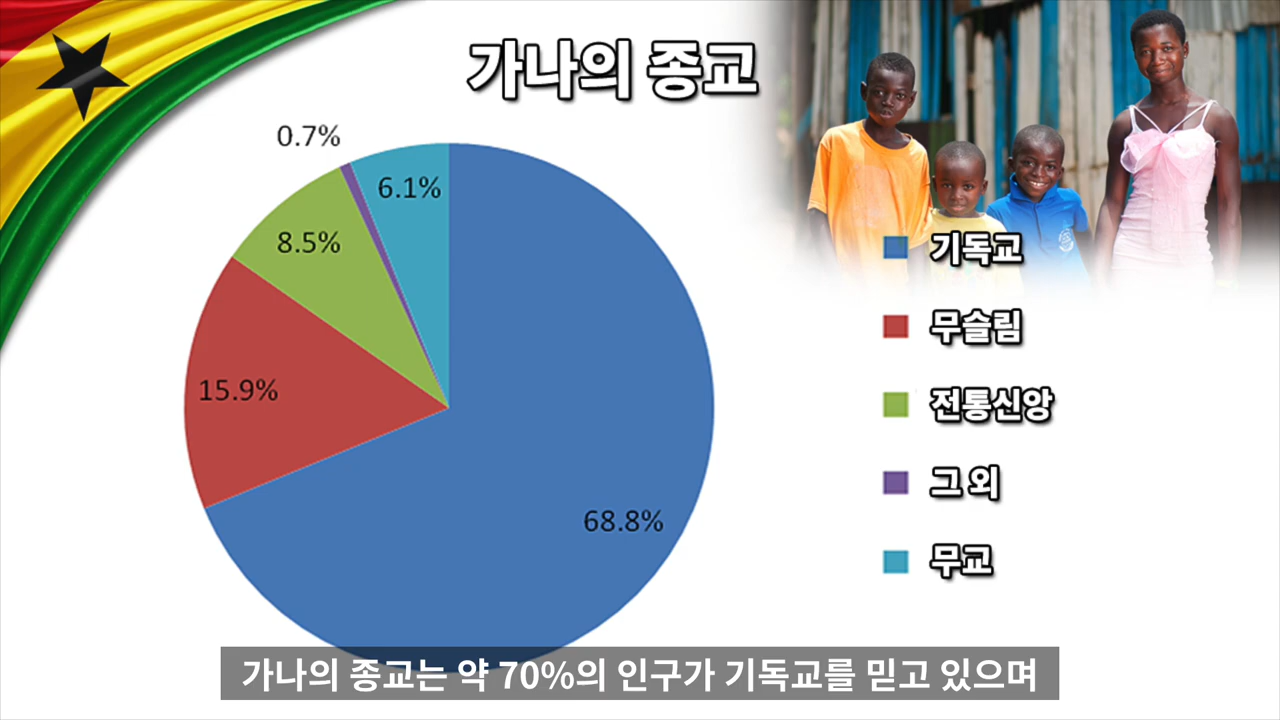 가나의 종교
0.7%
6.1%
8.5%
15.9%
68.8%
기독교
무슬림
전통신앙
그 외
무교
가나의 종교는 약 70%의 인구가 기독교를 믿고 있으며